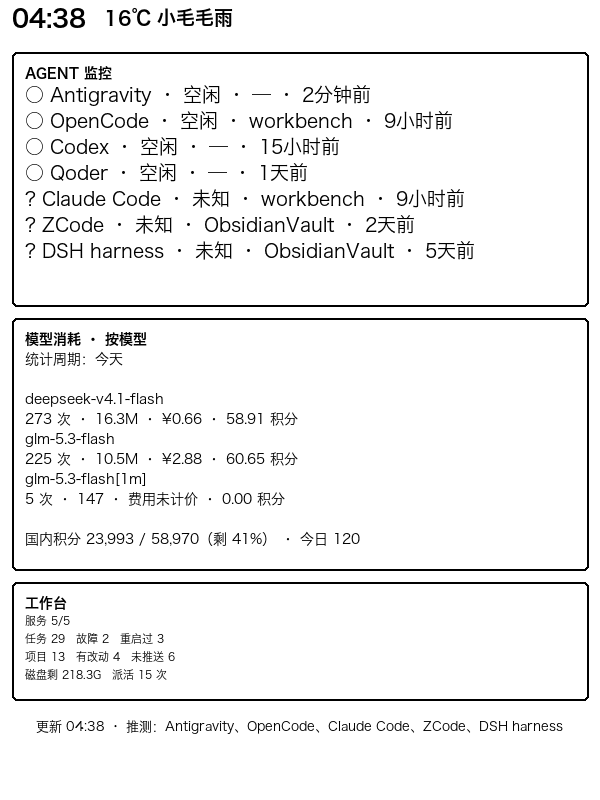 04:38 16℃ 小毛毛雨
AGENT 监控
○ Antigravity · 空闲 · — · 2分钟前
○ OpenCode · 空闲 · workbench · 9小时前
○ Codex · 空闲 · — · 15小时前
○ Qoder · 空闲 · — · 1天前
? Claude Code · 未知 · workbench · 9小时前
? ZCode · 未知 · ObsidianVault · 2天前
? DSH harness · 未知 · ObsidianVault · 5天前
模型消耗 · 按模型
统计周期：今天
deepseek-v4.1-flash
273 次 · 16.3M · ¥0.66 · 58.91 积分
glm-5.3-flash
225 次 · 10.5M · ¥2.88 · 60.65 积分
glm-5.3-flash[1m]
5 次 · 147 · 费用未计价 · 0.00 积分
国内积分 23,993 / 58,970（剩 41%） · 今日 120
工作台
服务 5/5
任务 29 故障 2 重启过 3
项目 13 有改动 4 未推送 6
磁盘剩 218.3G 派活 15 次
更新 04:38 · 推测：Antigravity、OpenCode、Claude Code、ZCode、DSH harness